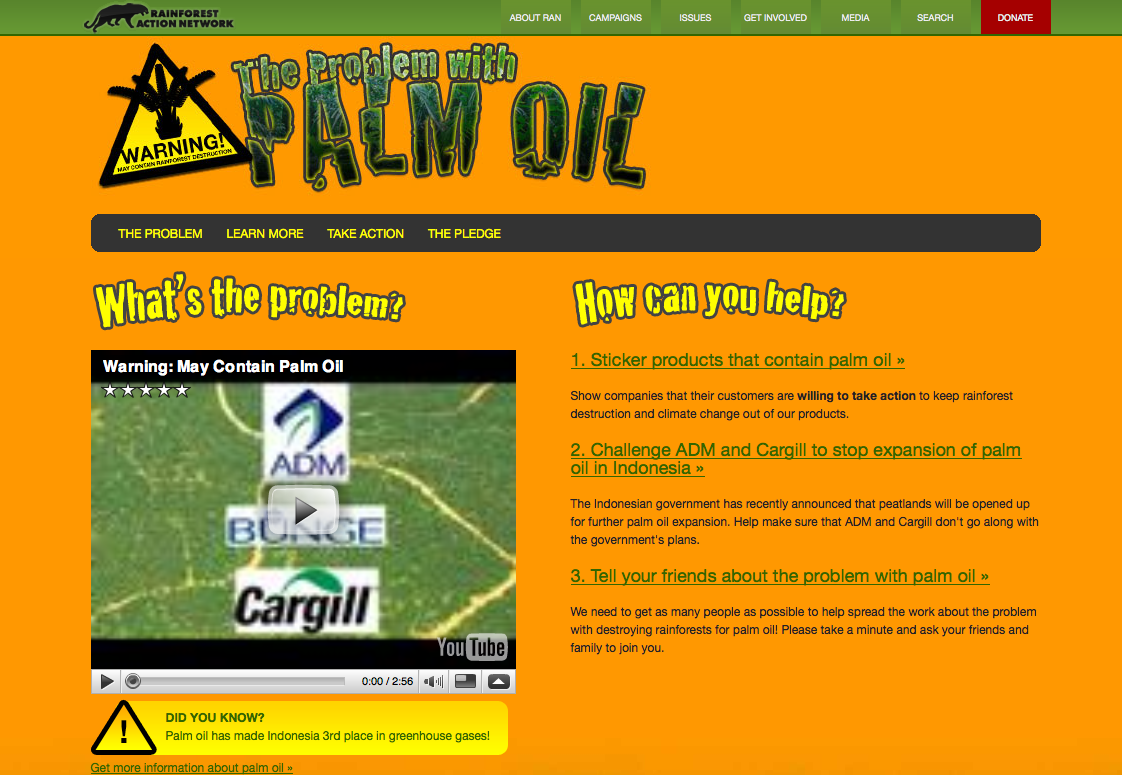 RAINFOREST
ACTION NETWORK
ABOUT RAN
CAMPAIGNS
ISSUES
GET INVOLVED
MEDIA
SEARCH
DONATE
The Problem with
PALM OIL
WARNING!
MAY CONTAIN RAINFOREST DESTRUCTION
THE PROBLEM
LEARN MORE
TAKE ACTION
THE PLEDGE
What's the problem?
Warning: May Contain Palm Oil
ADM
BUNGE
Cargill
YouTube
0:00 / 2:56
!
DID YOU KNOW?
Palm oil has made Indonesia 3rd place in greenhouse gases!
Get more information about palm oil »
How can you help?
1. Sticker products that contain palm oil »
Show companies that their customers are willing to take action to keep rainforest
destruction and climate change out of our products.
2. Challenge ADM and Cargill to stop expansion of palm
oil in Indonesia »
The Indonesian government has recently announced that peatlands will be opened up
for further palm oil expansion. Help make sure that ADM and Cargill don't go along with
the government's plans.
3. Tell your friends about the problem with palm oil »
We need to get as many people as possible to help spread the work about the problem
with destroying rainforests for palm oil! Please take a minute and ask your friends and
family to join you.